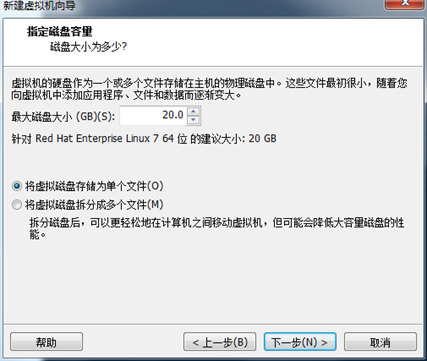 新建虚拟机向导
指定磁盘容量
磁盘大小为多少?
虚拟机的硬盘作为一个或多个文件存储在主机的物理磁盘中。这些文件最初很小，随着您
向虚拟机中添加应用程序、文件和数据而逐渐变大。
最大磁盘大小 (GB)(S): 20.0
针对 Red Hat Enterprise Linux 7 64 位 的建议大小: 20 GB
将虚拟磁盘存储为单个文件(O)
将虚拟磁盘拆分成多个文件(M)
拆分磁盘后，可以更轻松地在计算机之间移动虚拟机，但可能会降低大容量磁盘的性
能。
帮助 < 上一步(B) 下一步(N) > 取消